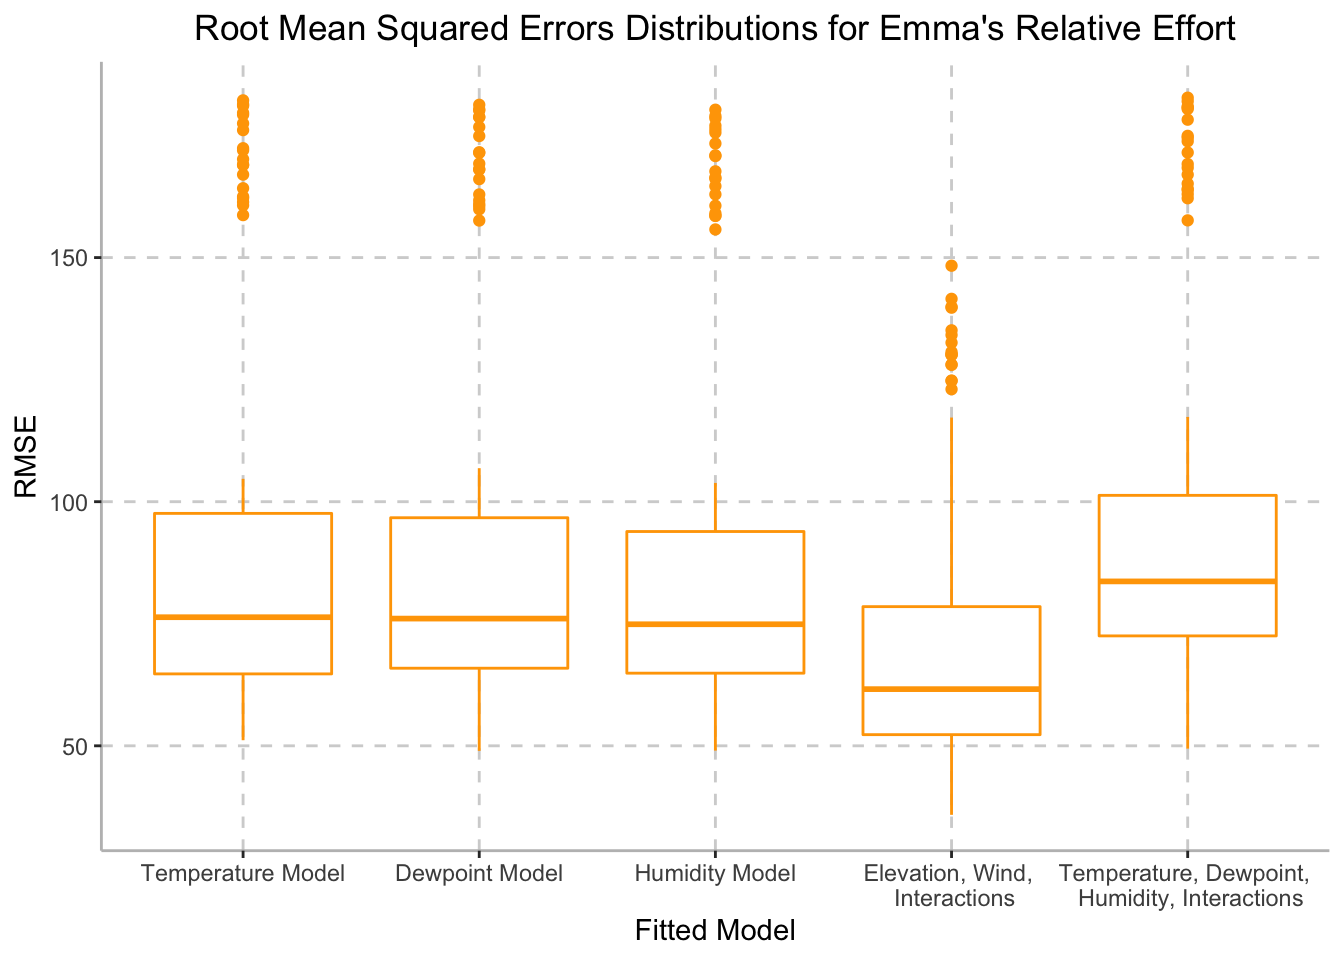 Root Mean Squared Errors Distributions for Emma's Relative Effort
RMSE
150
100
50
Temperature Model
Dewpoint Model
Humidity Model
Elevation, Wind,
Interactions
Temperature, Dewpoint,
Humidity, Interactions
Fitted Model